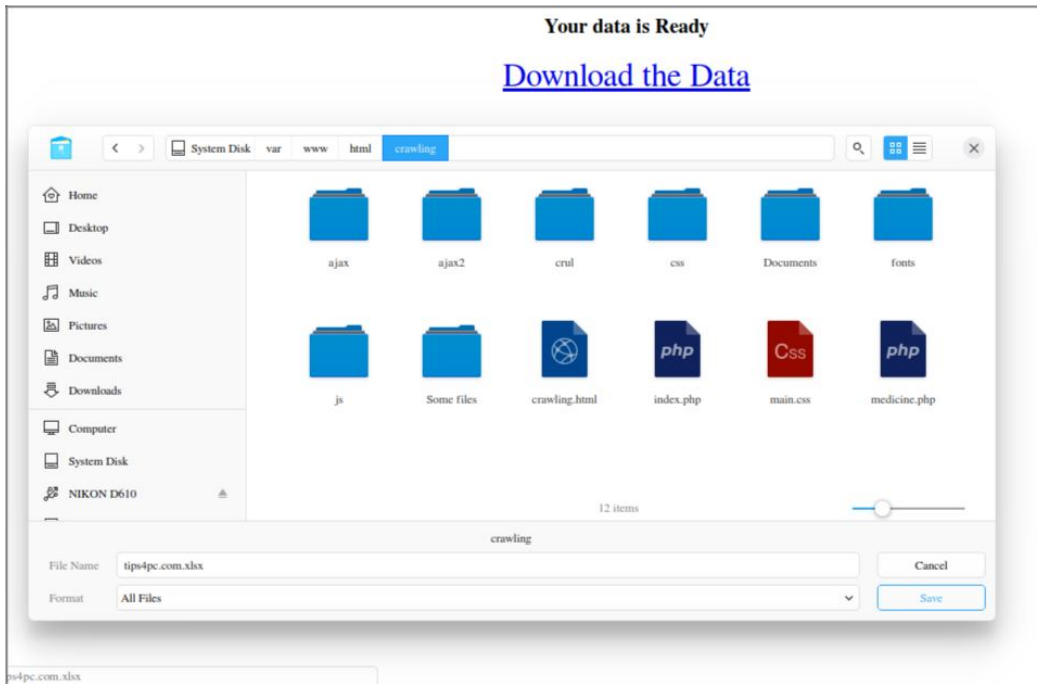 Your data is Ready
Download the Data
System Disk var www html crawling
Home
Desktop
Videos
Music
Pictures
Documents
Downloads
Computer
System Disk
NIKON D610
ajax ajax2 crul css Documents fonts
js Some files crawling.html index.php main.css medicine.php
php Css php
12 items
crawling
File Name tips4pc.com.xlsx Cancel
Format All Files Save
ps4pc.com.xlsx